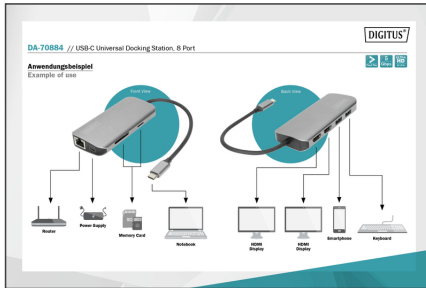 DIGITUS®
DA-70884 // USB-C Universal Docking Station, 8 Port
Anwendungsbeispiel
Example of use
Front View
Back View
Router
Power Supply
Memory Card
Notebook
HDMI Display
HDMI Display
Smartphone
Keyboard